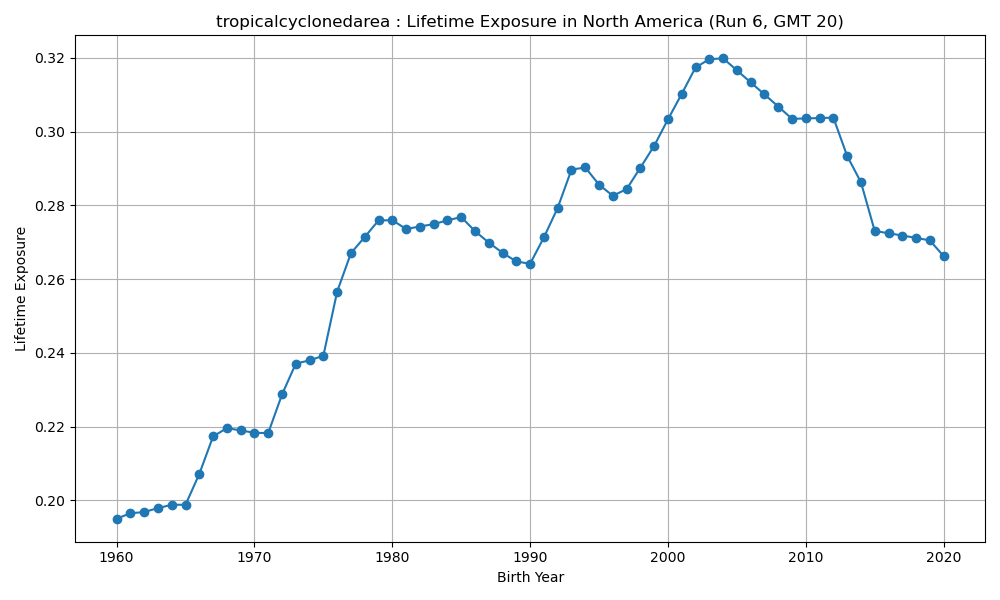 tropicalcyclonedarea : Lifetime Exposure in North America (Run 6, GMT 20)
Lifetime Exposure
0.32
0.30
0.28
0.26
0.24
0.22
0.20
1960 1970 1980 1990 2000 2010 2020
Birth Year